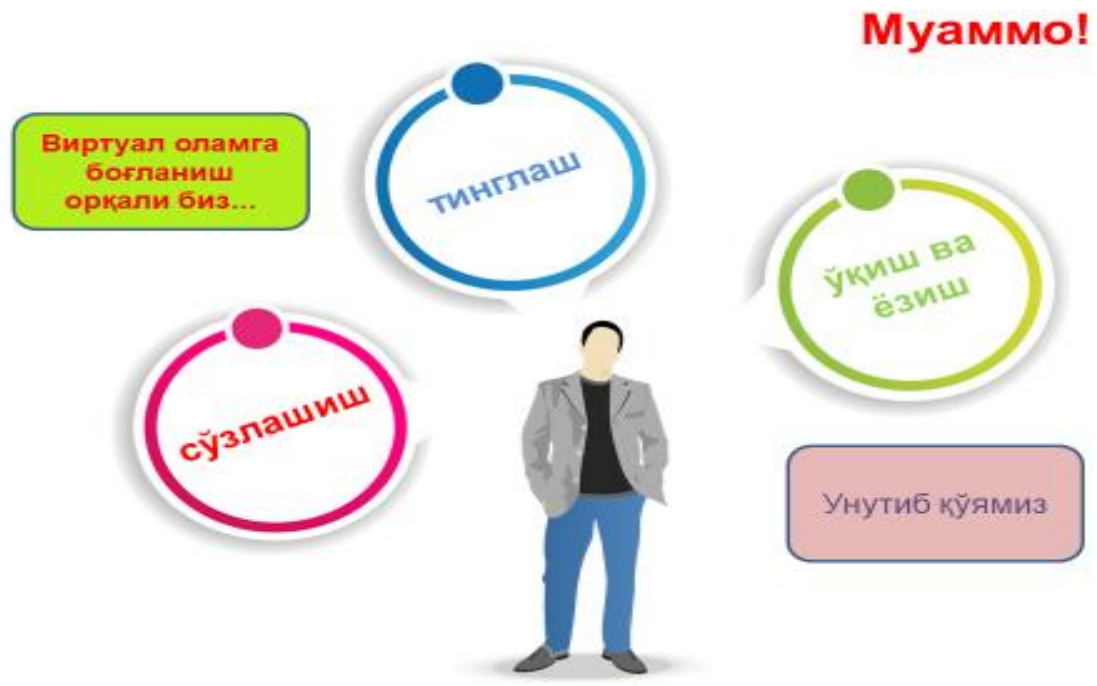 Муаммо!
Виртуал оламга
боғланиш
орқали биз...
тинглаш
ўқиш ва
ёзиш
сўзлашиш
Унутиб қўямиз